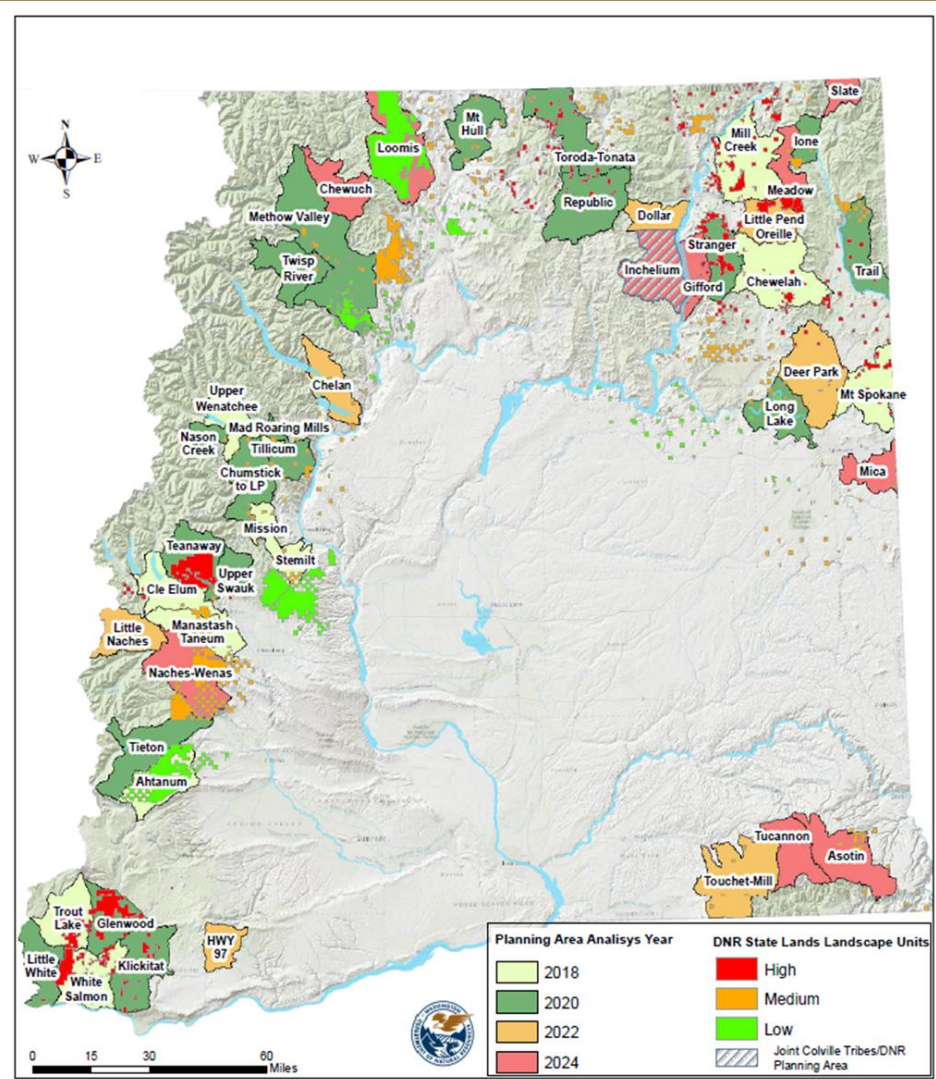 N
W
E
S
Slate
Mt
Hull
Loomis
Mill
Creek
Ione
Toroda-Tonata
Chewuch
Meadow
Republic
Methow Valley
Dollar
Little Pend
Oreille
Stranger
Twisp
River
Inchelium
Trail
Gifford
Chewelah
Deer Park
Chelan
Mt Spokane
Upper
Wenatchee
Long
Lake
Mad Roaring Mills
Nason
Creek
Tillicum
Chumstick
to LP
Mica
Mission
Teanaway
Stemilt
Upper
Swauk
Cle Elum
Little
Naches
Manastash
Taneum
Naches-Wenas
Tieton
Ahtanum
Tucannon
Asotin
Touchet-Mill
Trout
Lake
Glenwood
HWY
97
Little
White
Klickitat
White
Salmon
Planning Area Analisys Year
2018
2020
2022
2024
DNR State Lands Landscape Units
High
Medium
Low
Joint Colville Tribes/DNR
Planning Area
WASHINGTON
DEPARTMENT OF NATURAL RESOURCES
0 15 30 60
Miles